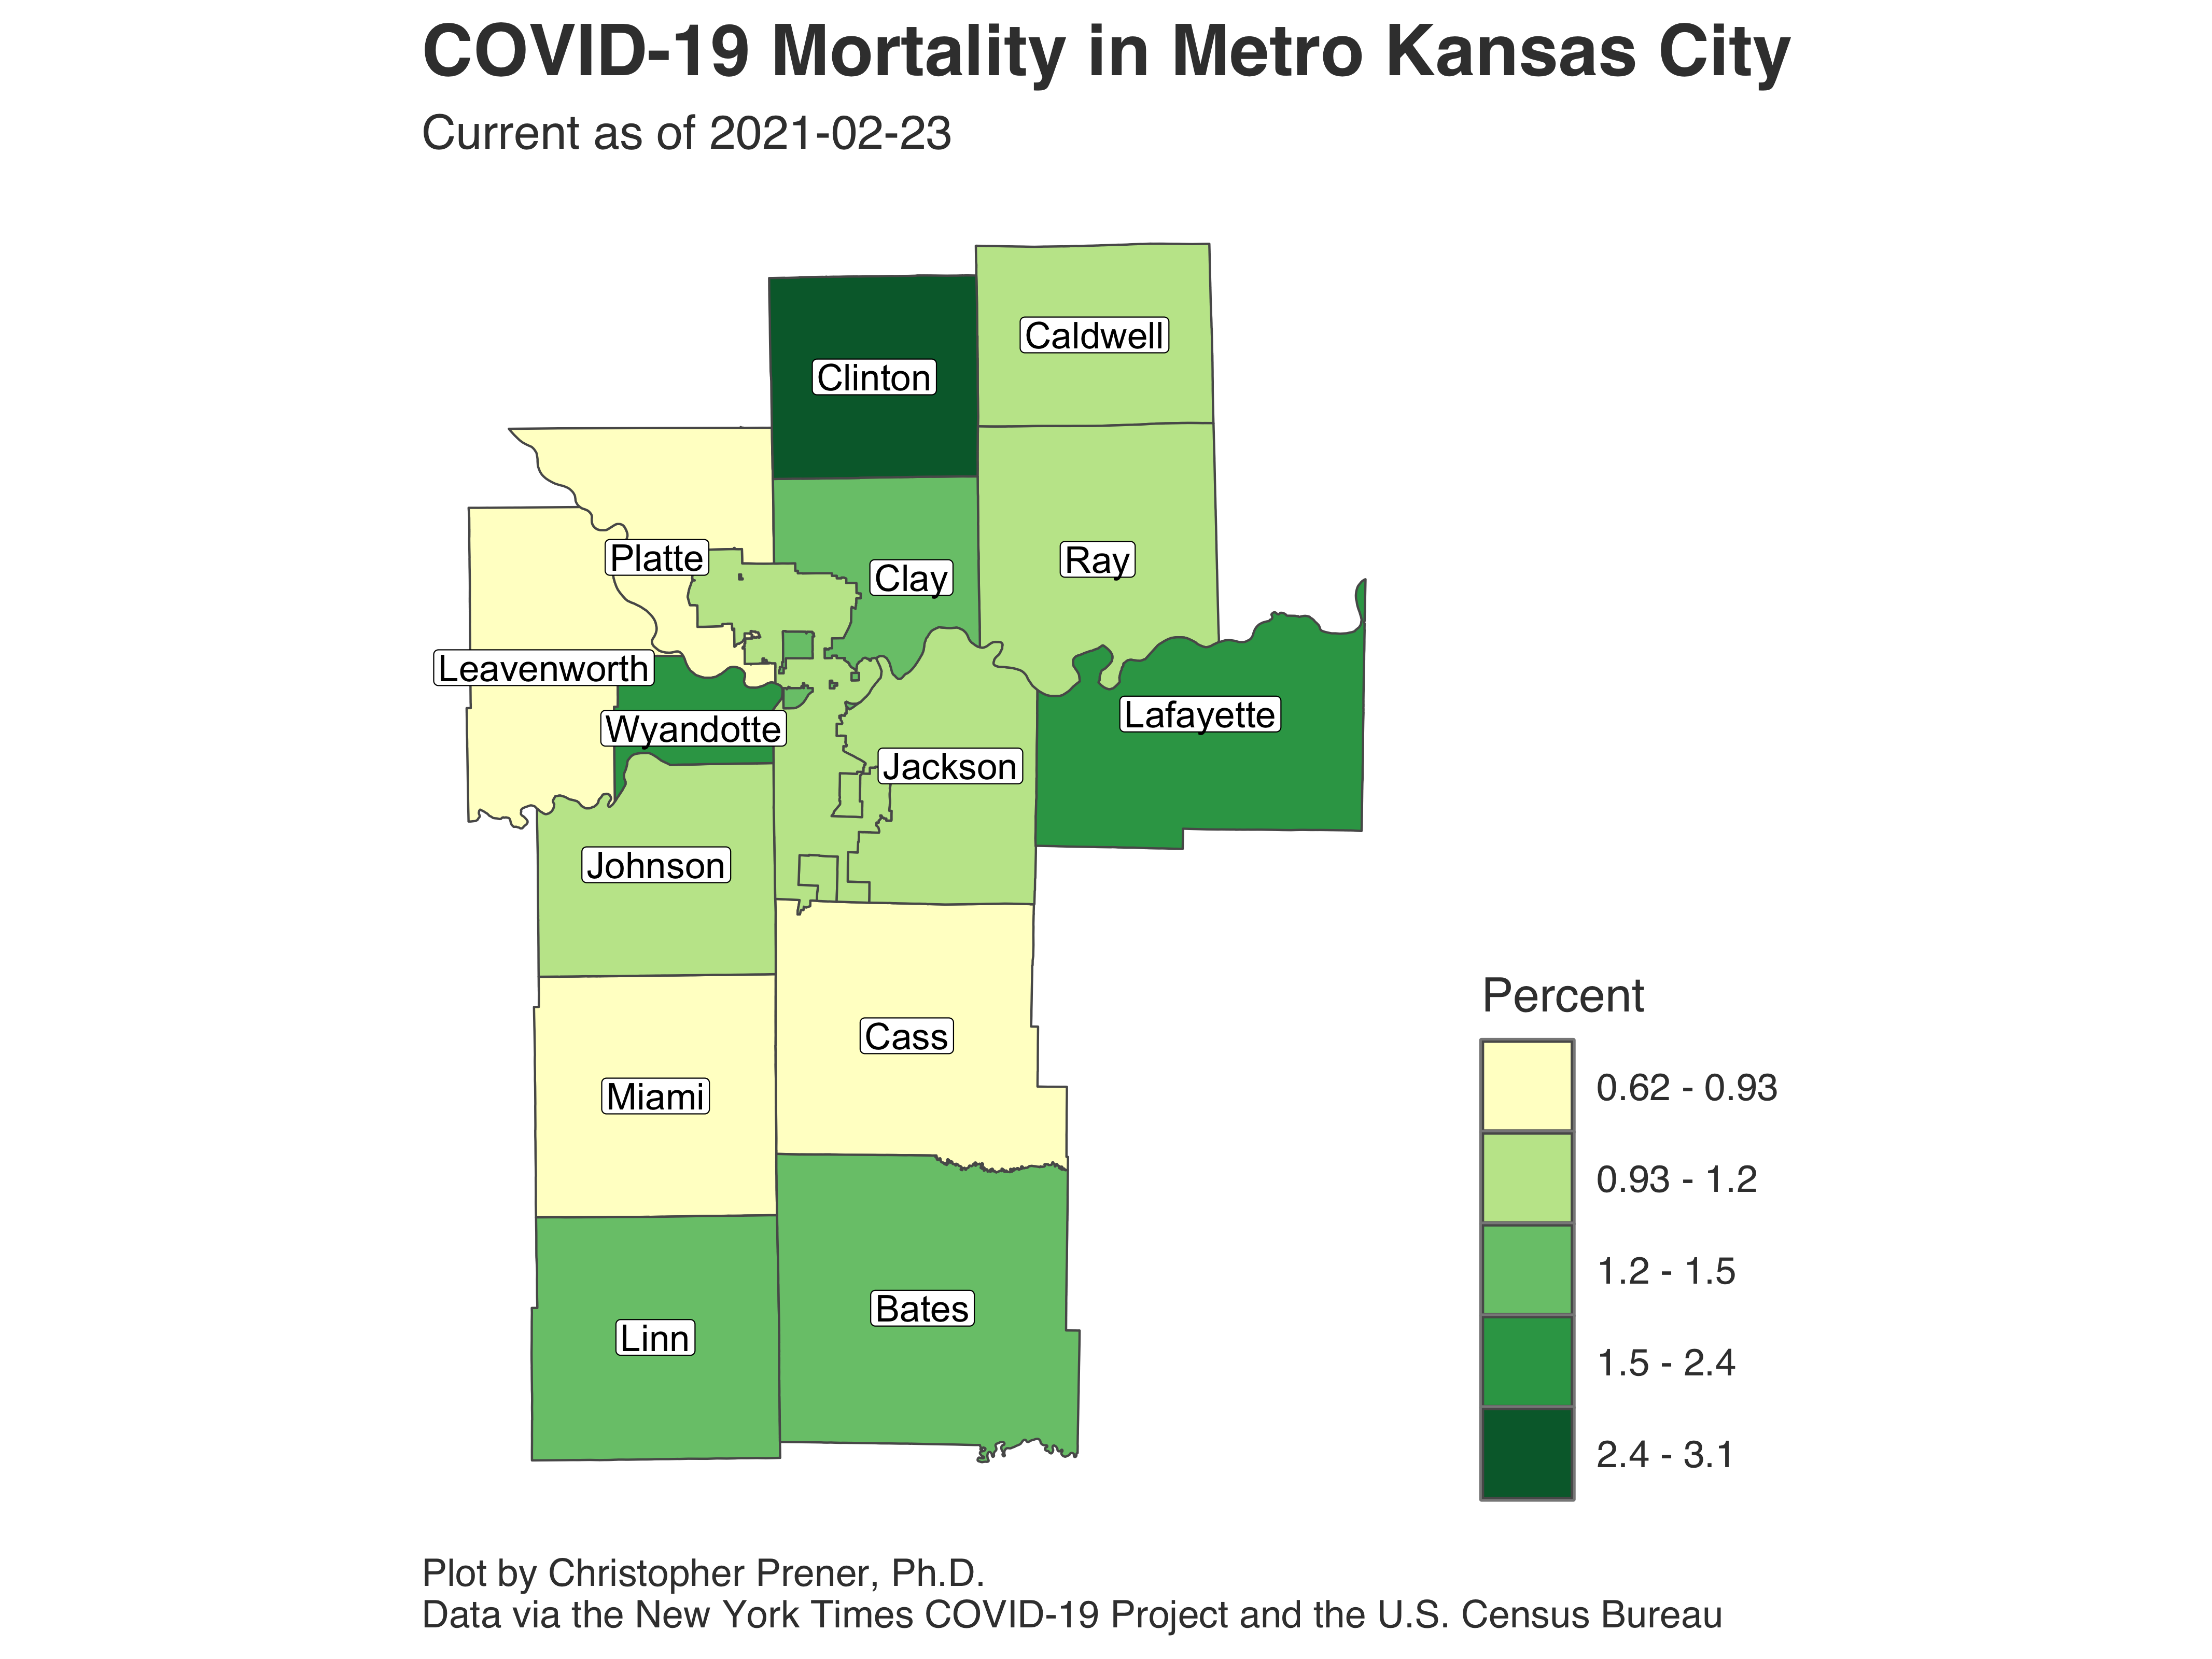 COVID-19 Mortality in Metro Kansas City
Current as of 2021-02-23
Caldwell
Clinton
Platte
Clay
Ray
Leavenworth
Wyandotte
Lafayette
Jackson
Johnson
Cass
Miami
Bates
Linn
Percent
0.62 - 0.93
0.93 - 1.2
1.2 - 1.5
1.5 - 2.4
2.4 - 3.1
Plot by Christopher Prener, Ph.D.
Data via the New York Times COVID-19 Project and the U.S. Census Bureau